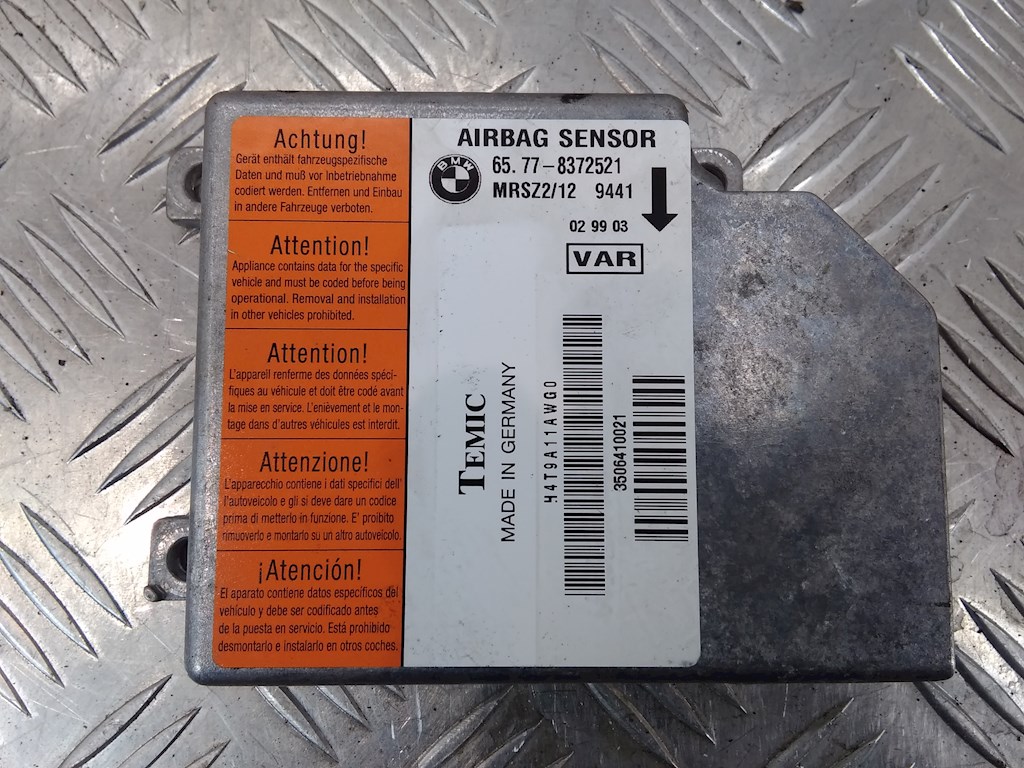 Achtung!
Gerät enthält fahrzeugspezifische
Daten und muß vor Inbetriebnahme
codiert werden. Entfernen und Einbau
in andere Fahrzeuge verboten.
Attention!
Appliance contains data for the specific
vehicle and must be coded before being
operational. Removal and installation
in other vehicles prohibited.
Attention!
L'appareil renferme des données spéci-
fiques au véhicule et doit être codé avant
la mise en service. L'enièvement et le mon-
tage dans d'autres véhicules est interdit.
Attenzione!
L'apparecchio contiene i dati specifici dell'
l'autoveicolo e gli si deve dare un codice
prima di metterlo in funzione. E' proibito
rimuoverlo e montarlo su un altro autoveicolo.
¡Atención!
El aparato contiene datos específicos del
vehículo y debe ser codificado antes
de la puesta en servicio. Está prohibido
desmontarlo e instalarlo en otros coches.
AIRBAG SENSOR
BMW
65.77-8372521
MRSZ2/12 9441
02 99 03
VAR
TEMIC
MADE IN GERMANY
H4T9A11AWG0
3506410021